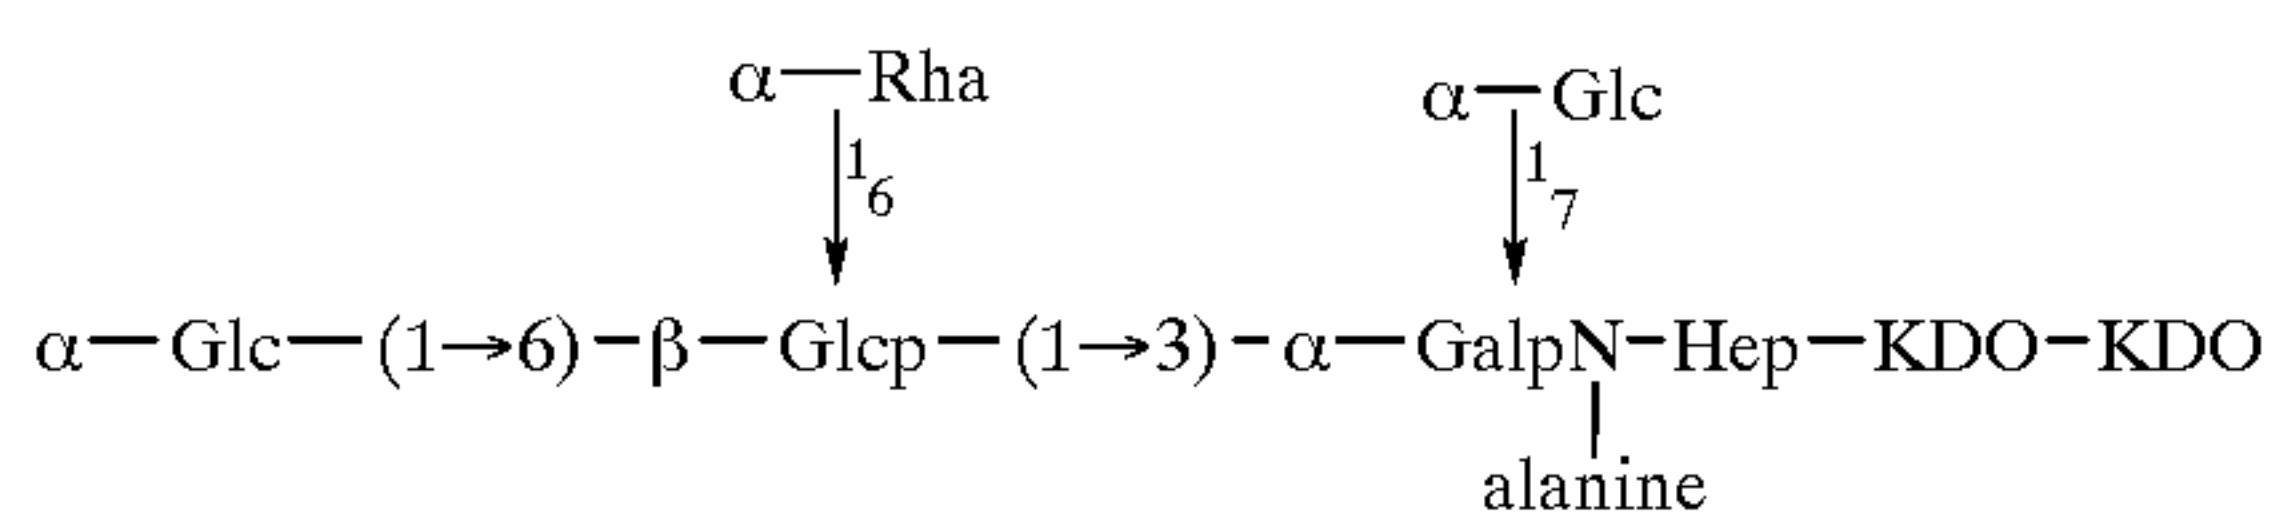 α—Rha α—Glc
1 6 1 7
α—Glc—(1→6)-β—Glcp—(1→3)-α—GalpN-Hep—KDO-KDO
alanine